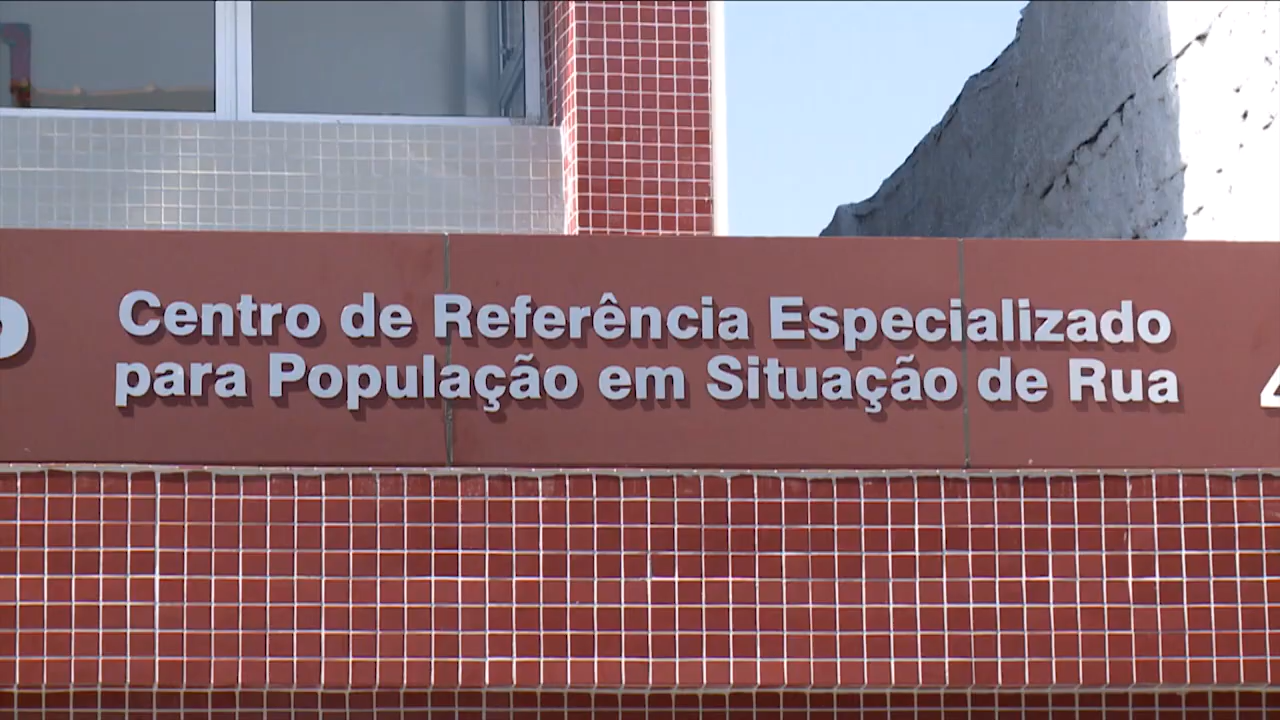 Centro de Referência Especializado
para População em Situação de Rua